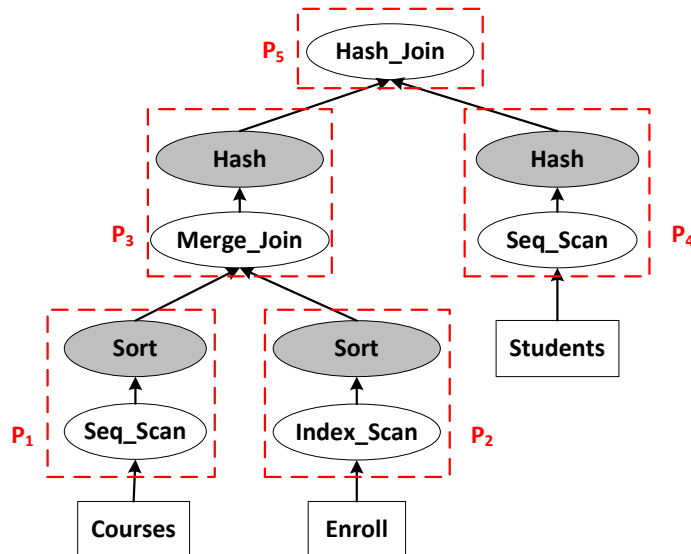 P5
Hash_Join
Hash
Hash
P3
Merge_Join
Seq_Scan
P4
Sort
Sort
Students
P1
Seq_Scan
Index_Scan
P2
Courses
Enroll